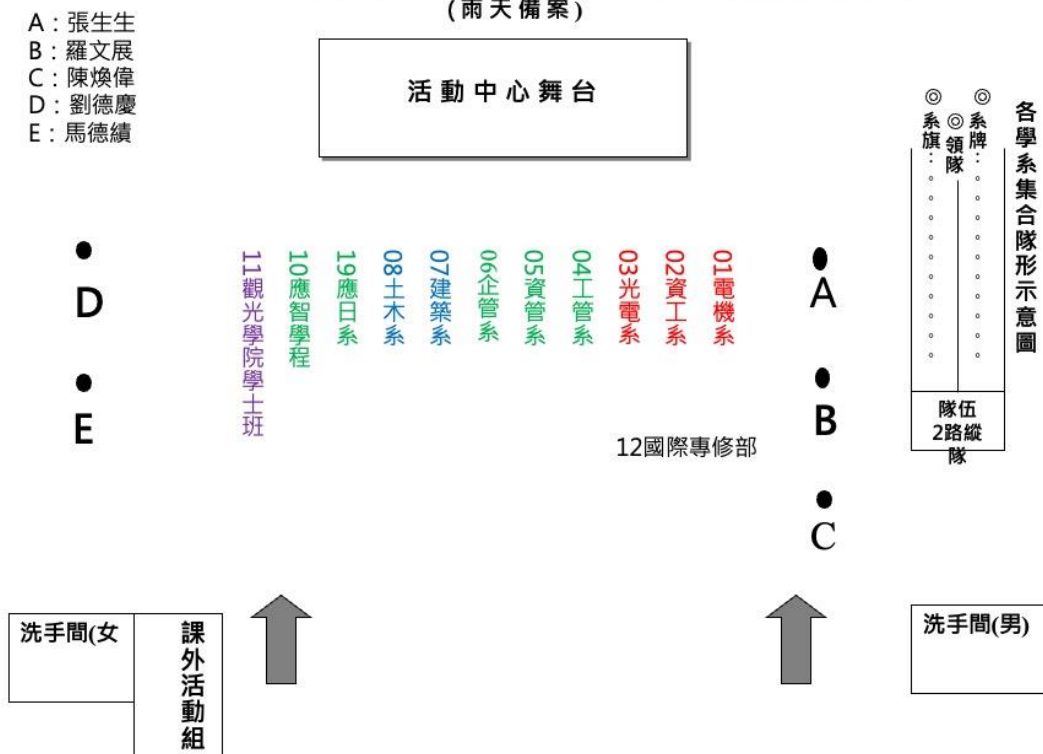 (雨天備案)
A：張生生
B：羅文展
C：陳煥偉
D：劉德慶
E：馬德續
活動中心舞台
D
E
11觀光學院學士班
10應智學程
19應日系
08土木系
07建築系
06企管系
05資管系
04工管系
03光電系
02資工系
01電機系
12國際專修部
A
B
C
各學系集合隊形示意圖
◎系牌：。。。。。。。。。
◎領隊
◎系旗：。。。。。。。。。
隊伍
2路縱
隊
洗手間(女
課外活動組
洗手間(男)